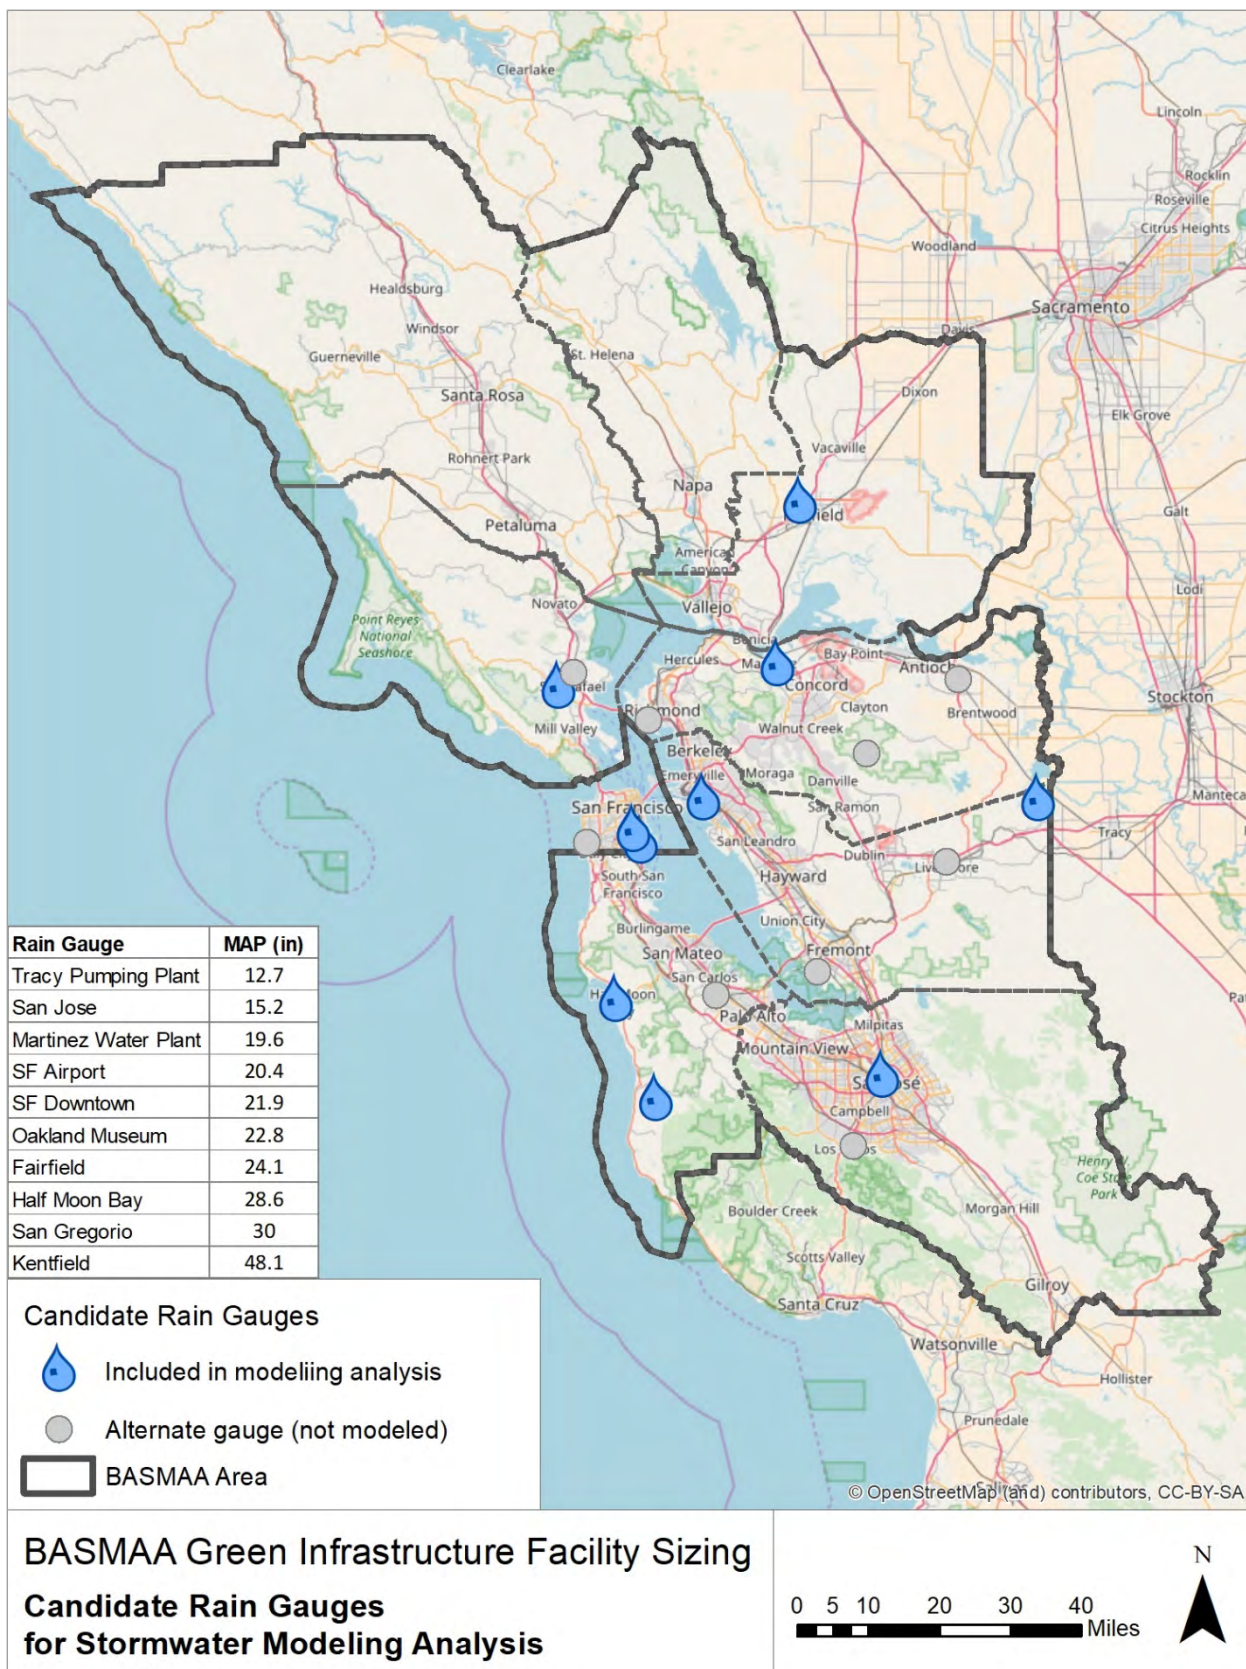 Clearlake
Lincoln
Rocklin
Roseville
Citrus Heights
Woodland
Healdsburg
Sacramento
Windsor
Davis
Guerneville
St. Helena
Dixon
Santa Rosa
Elk Grove
Vacaville
Rohnert Park
Napa
Galt
Petaluma
field
American
Canyon
Lodi
Novato
Vallejo
Point Reyes
National
Seashore
Benicia
Bay Point
Hercules
Antioch
Concord
Stockton
Clayton
Brentwood
Mill Valley
Walnut Creek
Berkeley
Emeryville
Moraga
Danville
San Ramon
San Francisco
Manteca
Tracy
San Leandro
Dublin
Hayward
South San
Francisco
Union City
Burlingame
San Mateo
Fremont
San Carlos
Palo Alto
Milpitas
Mountain View
Campbell
Henry W.
Coe State
Park
Boulder Creek
Morgan Hill
Scotts Valley
Gilroy
Santa Cruz
Watsonville
Hollister
Prunedale
Rain Gauge MAP (in)
Tracy Pumping Plant 12.7
San Jose 15.2
Martinez Water Plant 19.6
SF Airport 20.4
SF Downtown 21.9
Oakland Museum 22.8
Fairfield 24.1
Half Moon Bay 28.6
San Gregorio 30
Kentfield 48.1
Candidate Rain Gauges
Included in modeliing analysis
Alternate gauge (not modeled)
BASMAA Area
© OpenStreetMap (and) contributors, CC-BY-SA
BASMAA Green Infrastructure Facility Sizing
Candidate Rain Gauges
for Stormwater Modeling Analysis
0 5 10 20 30 40
Miles
N